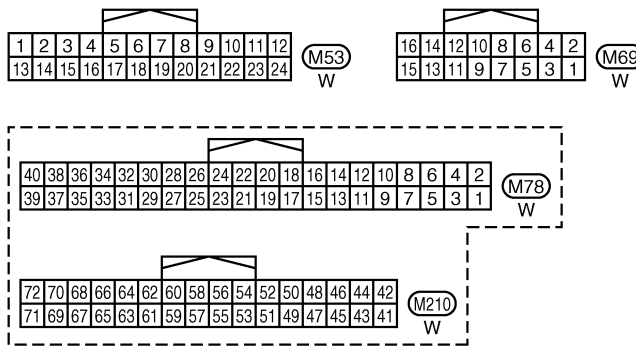 1 2 3 4 5 6 7 8 9 10 11 12
13 14 15 16 17 18 19 20 21 22 23 24
M53
W
16 14 12 10 8 6 4 2
15 13 11 9 7 5 3 1
M69
W
40 38 36 34 32 30 28 26 24 22 20 18 16 14 12 10 8 6 4 2
39 37 35 33 31 29 27 25 23 21 19 17 15 13 11 9 7 5 3 1
M78
W
72 70 68 66 64 62 60 58 56 54 52 50 48 46 44 42
71 69 67 65 63 61 59 57 55 53 51 49 47 45 43 41
M210
W